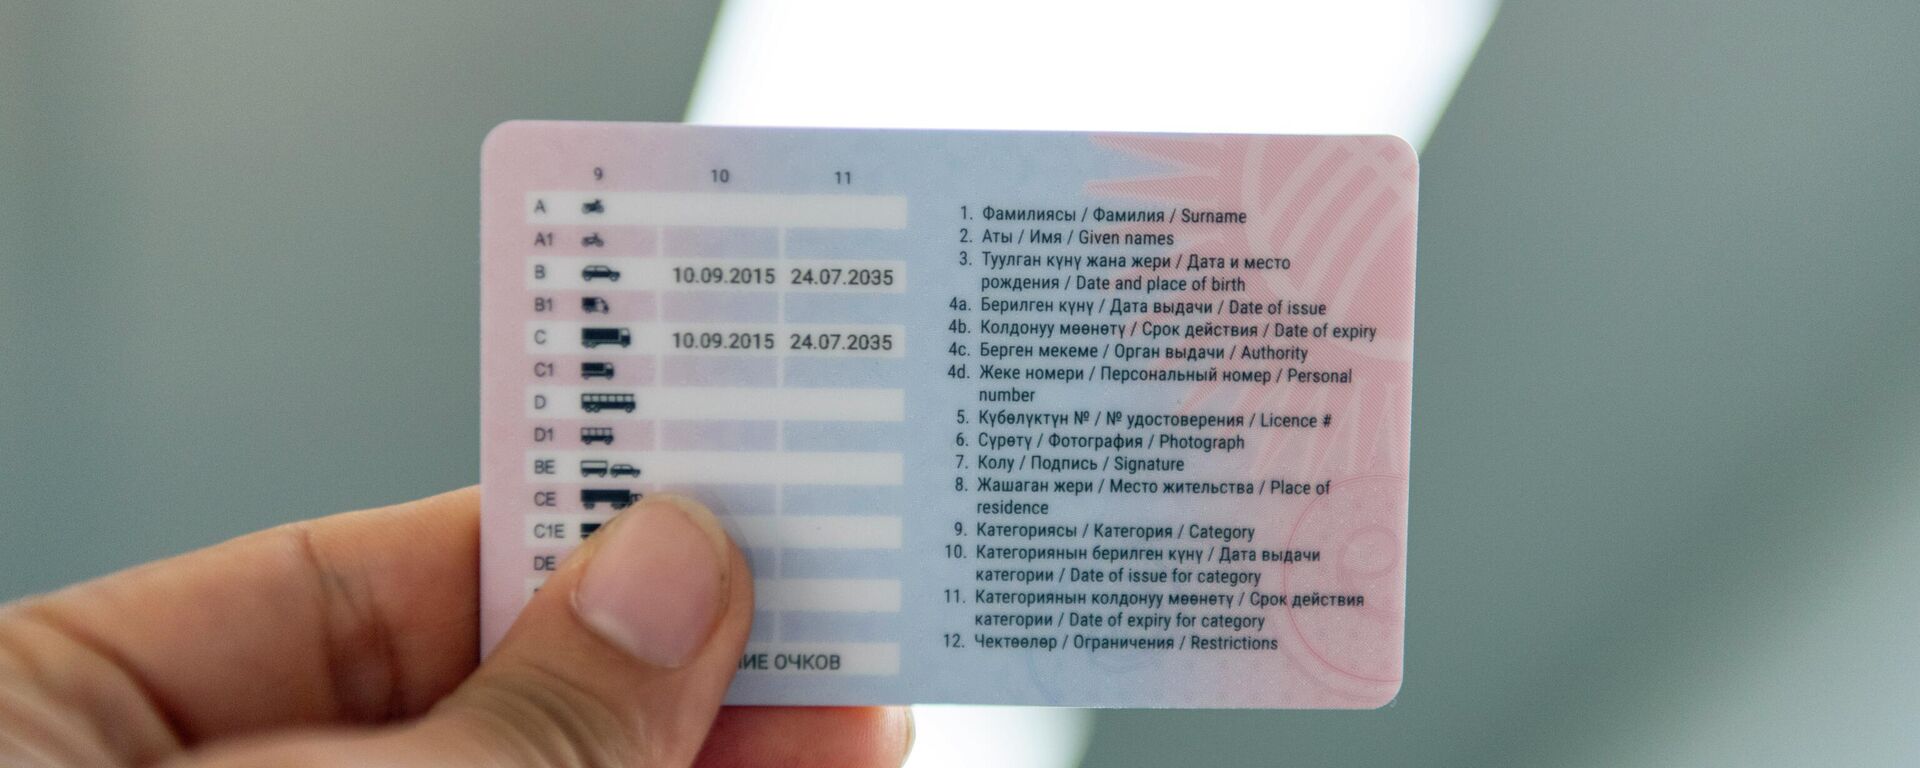 9 10 11
A
A1
B 10.09.2015 24.07.2035
B1
C 10.09.2015 24.07.2035
C1
D
D1
BE
CE
C1E
DE
ОЧКОВ
1. Фамилиясы / Фамилия / Surname
2. Аты / Имя / Given names
3. Туулган күнү жана жери / Дата и место
рождения / Date and place of birth
4a. Берилген күнү / Дата выдачи / Date of issue
4b. Колдонуу мөөнөтү / Срок действия / Date of expiry
4c. Берген мекеме / Орган выдачи / Authority
4d. Жеке номери / Персональный номер / Personal
number
5. Күбөлүктүн № / № удостоверения / Licence #
6. Сүрөтү / Фотография / Photograph
7. Колу / Подпись / Signature
8. Жашаган жери / Место жительства / Place of
residence
9. Категориясы / Категория / Category
10. Категориянын берилген күнү / Дата выдачи
категории / Date of issue for category
11. Категориянын колдонуу мөөнөтү / Срок действия
категории / Date of expiry for category
12. Чектөөлөр / Ограничения / Restrictions